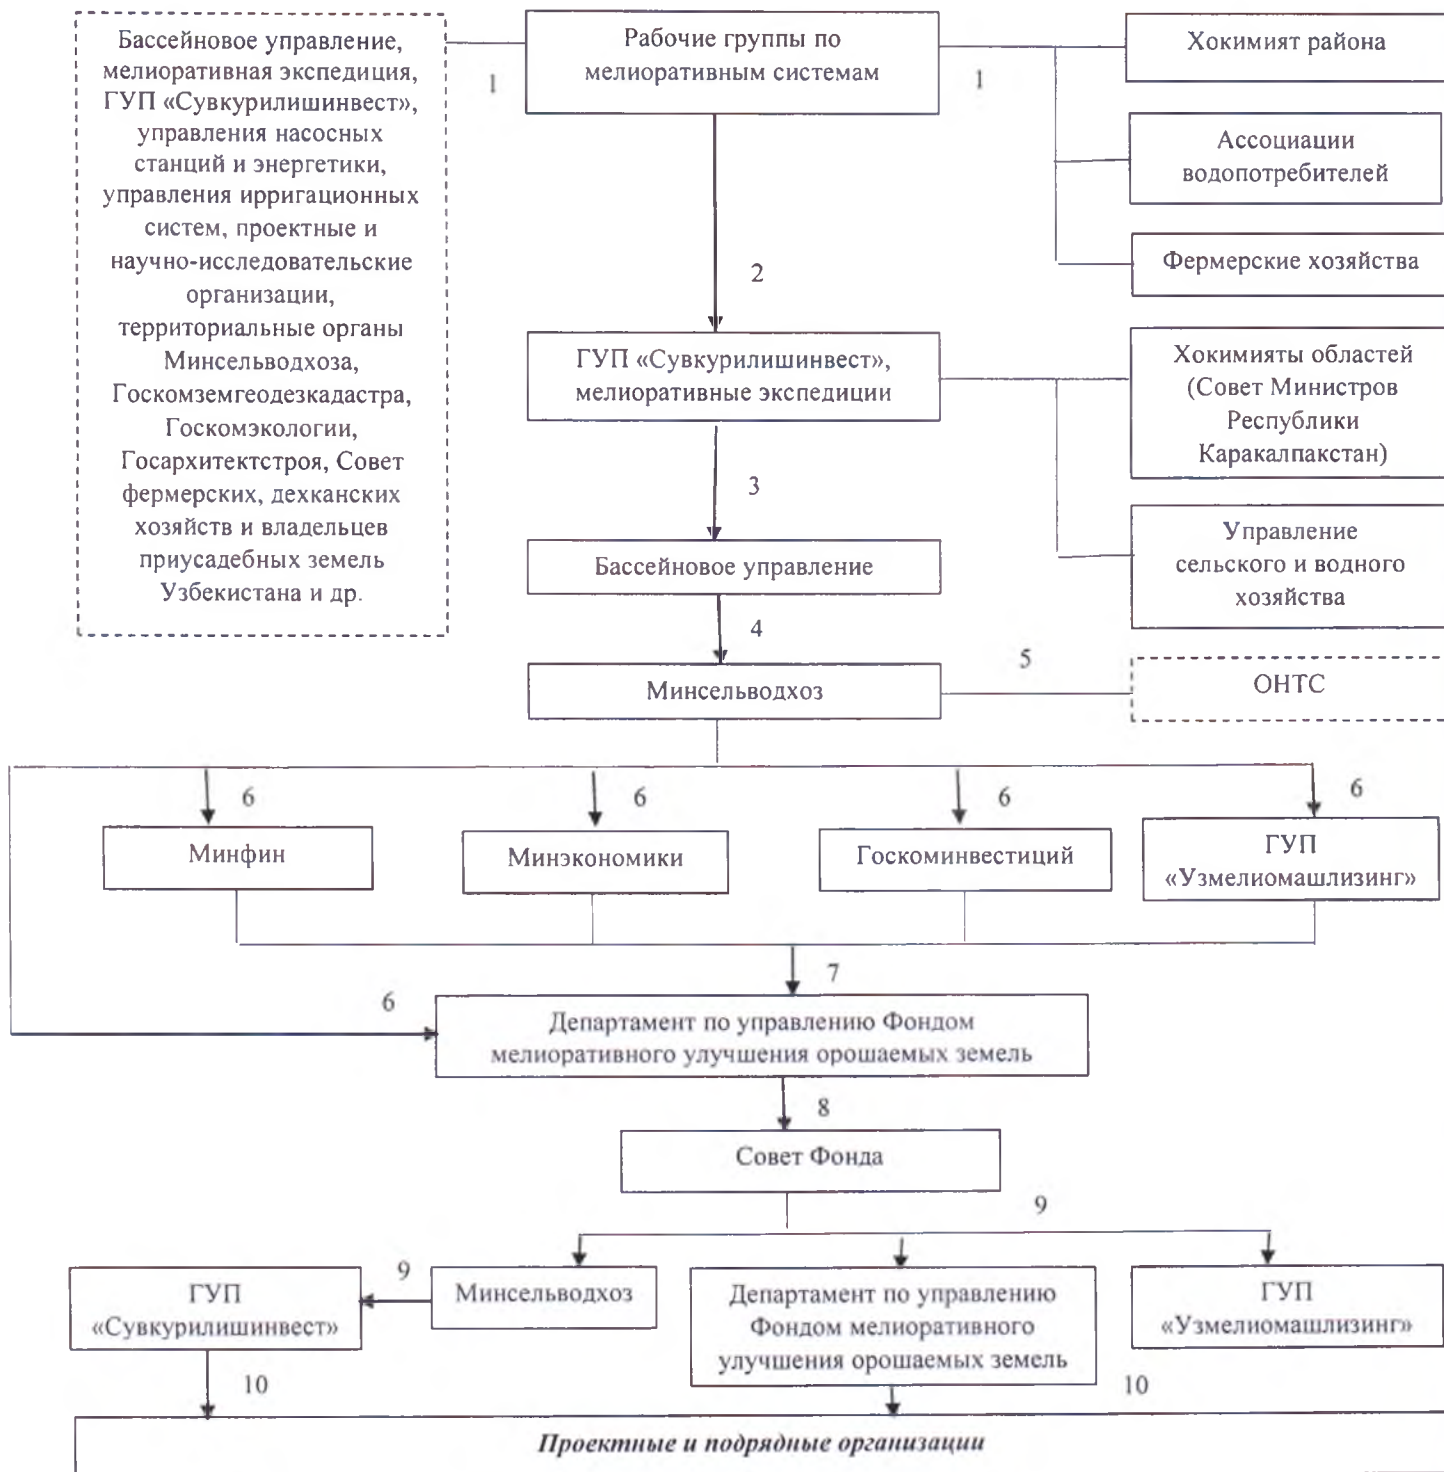 Бассейновое управление,
мелиоративная экспедиция,
ГУП «Сувкурилишинвест»,
управления насосных
станций и энергетики,
управления ирригационных
систем, проектные и
научно-исследовательские
организации,
территориальные органы
Минсельводхоза,
Госкомземгеодезкадастра,
Госкомэкологии,
Госархитектстроя, Совет
фермерских, дехканских
хозяйств и владельцев
приусадебных земель
Узбекистана и др.
1
Рабочие группы по
мелиоративным системам
1
Хокимият района
Ассоциации
водопотребителей
Фермерские хозяйства
2
ГУП «Сувкурилишинвест»,
мелиоративные экспедиции
Хокимияты областей
(Совет Министров
Республики
Каракалпакстан)
Управление
сельского и водного
хозяйства
3
Бассейновое управление
4
Минсельводхоз
5
ОНТС
6
6
6
6
Минфин
Минэкономики
Госкоминвестиций
ГУП
«Узмелиомашлизинг»
7
6
Департамент по управлению Фондом
мелиоративного улучшения орошаемых земель
8
Совет Фонда
9
ГУП
«Сувкурилишинвест»
9
Минсельводхоз
Департамент по управлению
Фондом мелиоративного
улучшения орошаемых земель
ГУП
«Узмелиомашлизинг»
10
10
Проектные и подрядные организации